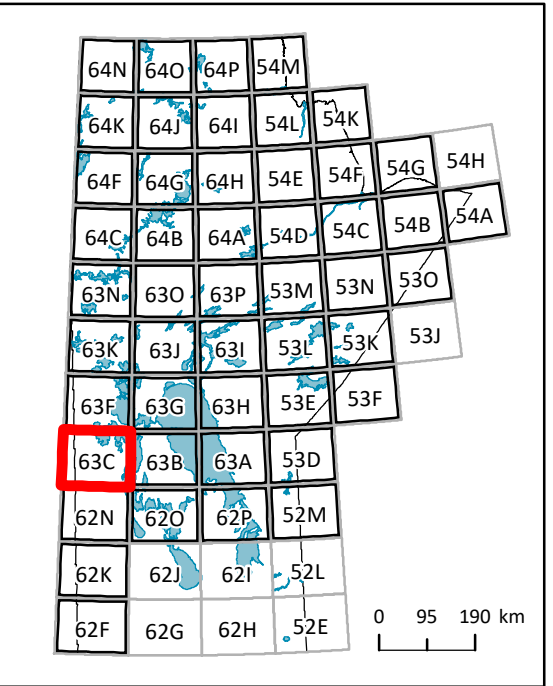 64N 64O 64P 54M
64K 64J 64I 54L 54K
64F 64G 64H 54E 54F 54G 54H
64C 64B 64A 54D 54C 54B 54A
63N 63O 63P 53M 53N 53O
63K 63J 63I 53L 53K 53J
63F 63G 63H 53E 53F
63C 63B 63A 53D
62N 62O 62P 52M
62K 62J 62I 52L
62F 62G 62H 52E
0 95 190 km